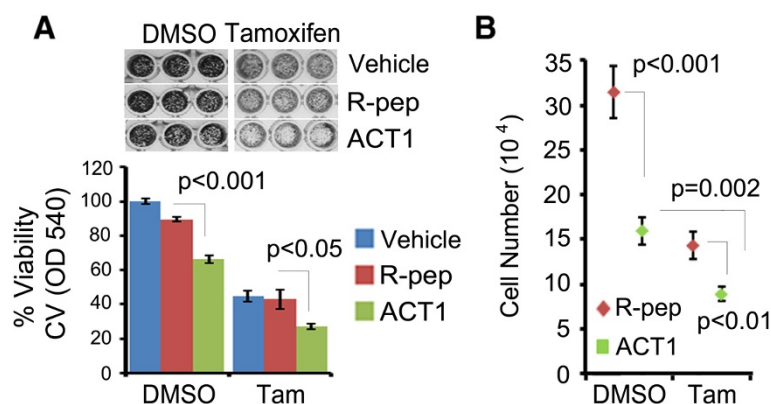 A
DMSO Tamoxifen
Vehicle
R-pep
ACT1
% Viability
CV (OD 540)
120
100
80
60
40
20
0
p<0.001
p<0.05
Vehicle
R-pep
ACT1
DMSO Tam
B
Cell Number (10 4)
35
30
25
20
15
10
5
0
p<0.001
p=0.002
p<0.01
R-pep
ACT1
DMSO Tam